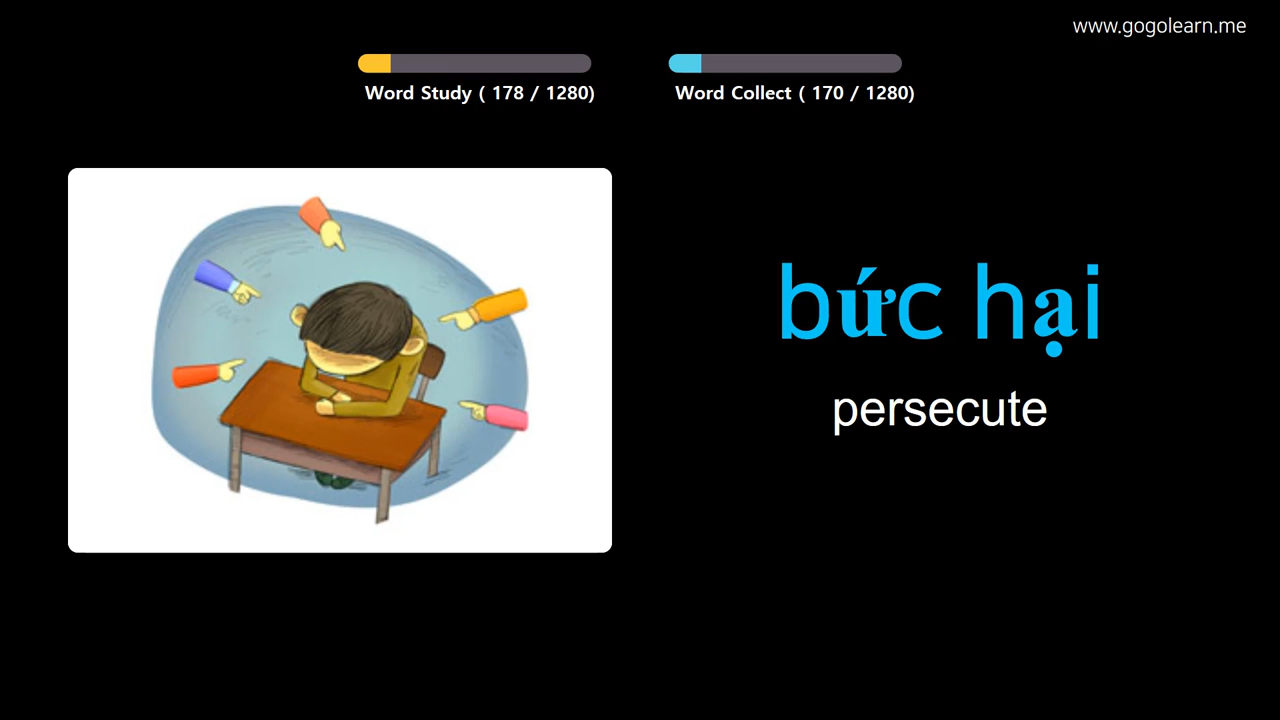 www.gogolearn.me
Word Study ( 178 / 1280)
Word Collect ( 170 / 1280)
bức hại
persecute